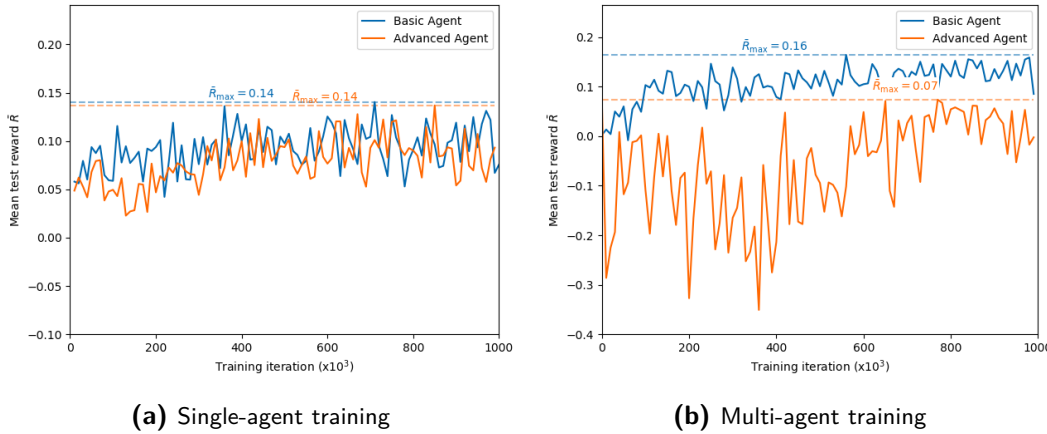 Basic Agent
Advanced Agent
R̄max = 0.14
R̄max = 0.14
Mean test reward R̄
0.20
0.15
0.10
0.05
0.00
−0.05
−0.10
0 200 400 600 800 1000
Training iteration (x10³)
(a) Single-agent training
Basic Agent
Advanced Agent
R̄max = 0.16
R̄max = 0.07
Mean test reward R̄
0.2
0.1
0.0
−0.1
−0.2
−0.3
−0.4
0 200 400 600 800 1000
Training iteration (x10³)
(b) Multi-agent training